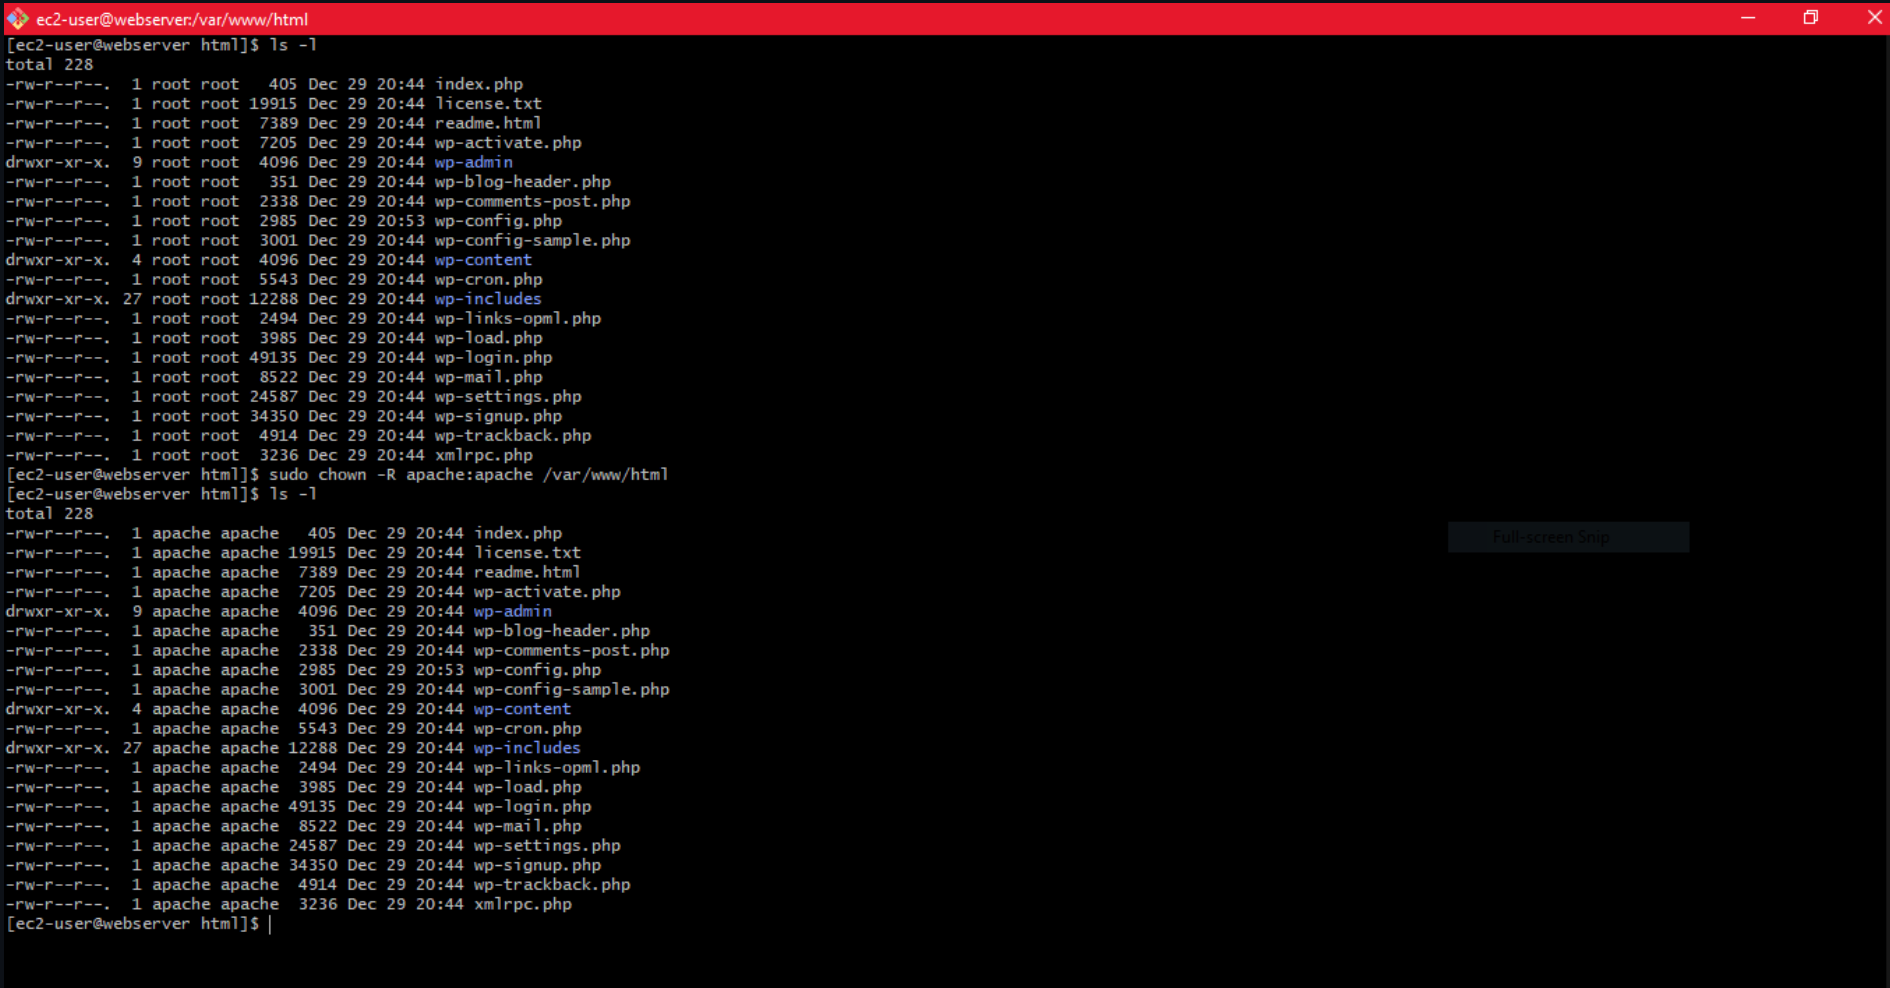 ec2-user@webserver:/var/www/html
[ec2-user@webserver html]$ ls -l
total 228
-rw-r--r--.  1 root root   405 Dec 29 20:44 index.php
-rw-r--r--.  1 root root 19915 Dec 29 20:44 license.txt
-rw-r--r--.  1 root root  7389 Dec 29 20:44 readme.html
-rw-r--r--.  1 root root  7205 Dec 29 20:44 wp-activate.php
drwxr-xr-x.  9 root root  4096 Dec 29 20:44 wp-admin
-rw-r--r--.  1 root root   351 Dec 29 20:44 wp-blog-header.php
-rw-r--r--.  1 root root  2338 Dec 29 20:44 wp-comments-post.php
-rw-r--r--.  1 root root  2985 Dec 29 20:53 wp-config.php
-rw-r--r--.  1 root root  3001 Dec 29 20:44 wp-config-sample.php
drwxr-xr-x.  4 root root  4096 Dec 29 20:44 wp-content
-rw-r--r--.  1 root root  5543 Dec 29 20:44 wp-cron.php
drwxr-xr-x. 27 root root 12288 Dec 29 20:44 wp-includes
-rw-r--r--.  1 root root  2494 Dec 29 20:44 wp-links-opml.php
-rw-r--r--.  1 root root  3985 Dec 29 20:44 wp-load.php
-rw-r--r--.  1 root root 49135 Dec 29 20:44 wp-login.php
-rw-r--r--.  1 root root  8522 Dec 29 20:44 wp-mail.php
-rw-r--r--.  1 root root 24587 Dec 29 20:44 wp-settings.php
-rw-r--r--.  1 root root 34350 Dec 29 20:44 wp-signup.php
-rw-r--r--.  1 root root  4914 Dec 29 20:44 wp-trackback.php
-rw-r--r--.  1 root root  3236 Dec 29 20:44 xmlrpc.php
[ec2-user@webserver html]$ sudo chown -R apache:apache /var/www/html
[ec2-user@webserver html]$ ls -l
total 228
-rw-r--r--.  1 apache apache   405 Dec 29 20:44 index.php
Full-screen Snip
-rw-r--r--.  1 apache apache 19915 Dec 29 20:44 license.txt
-rw-r--r--.  1 apache apache  7389 Dec 29 20:44 readme.html
-rw-r--r--.  1 apache apache  7205 Dec 29 20:44 wp-activate.php
drwxr-xr-x.  9 apache apache  4096 Dec 29 20:44 wp-admin
-rw-r--r--.  1 apache apache   351 Dec 29 20:44 wp-blog-header.php
-rw-r--r--.  1 apache apache  2338 Dec 29 20:44 wp-comments-post.php
-rw-r--r--.  1 apache apache  2985 Dec 29 20:53 wp-config.php
-rw-r--r--.  1 apache apache  3001 Dec 29 20:44 wp-config-sample.php
drwxr-xr-x.  4 apache apache  4096 Dec 29 20:44 wp-content
-rw-r--r--.  1 apache apache  5543 Dec 29 20:44 wp-cron.php
drwxr-xr-x. 27 apache apache 12288 Dec 29 20:44 wp-includes
-rw-r--r--.  1 apache apache  2494 Dec 29 20:44 wp-links-opml.php
-rw-r--r--.  1 apache apache  3985 Dec 29 20:44 wp-load.php
-rw-r--r--.  1 apache apache 49135 Dec 29 20:44 wp-login.php
-rw-r--r--.  1 apache apache  8522 Dec 29 20:44 wp-mail.php
-rw-r--r--.  1 apache apache 24587 Dec 29 20:44 wp-settings.php
-rw-r--r--.  1 apache apache 34350 Dec 29 20:44 wp-signup.php
-rw-r--r--.  1 apache apache  4914 Dec 29 20:44 wp-trackback.php
-rw-r--r--.  1 apache apache  3236 Dec 29 20:44 xmlrpc.php
[ec2-user@webserver html]$